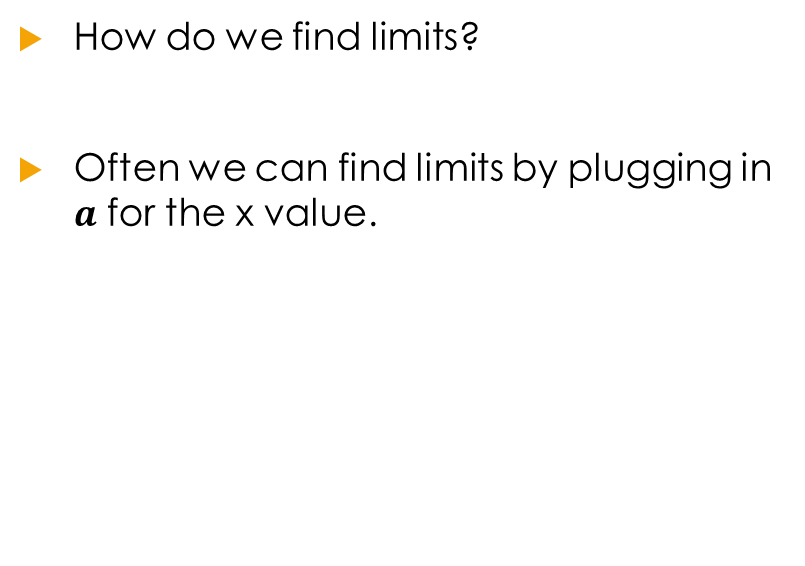 How do we find limits?
Often we can find limits by plugging in
a for the x value.